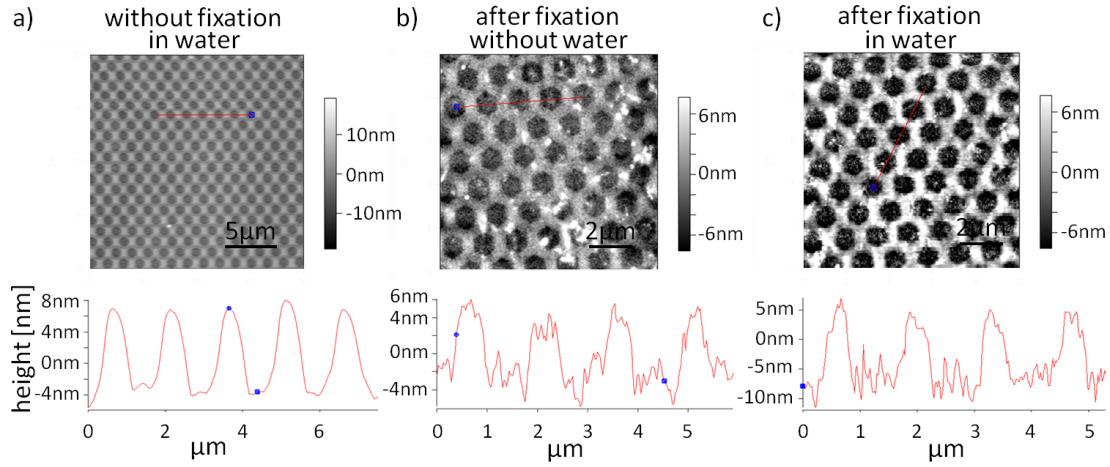 a)
without fixation
in water
10nm
0nm
-10nm
5µm
b)
after fixation
without water
6nm
0nm
-6nm
2µm
c)
after fixation
in water
6nm
0nm
-6nm
2µm
height [nm]
8nm
4nm
0nm
-4nm
0 2 4 6
µm
6nm
4nm
0nm
-4nm
0 1 2 3 4 5
µm
5nm
0nm
-5nm
-10nm
0 1 2 3 4 5
µm